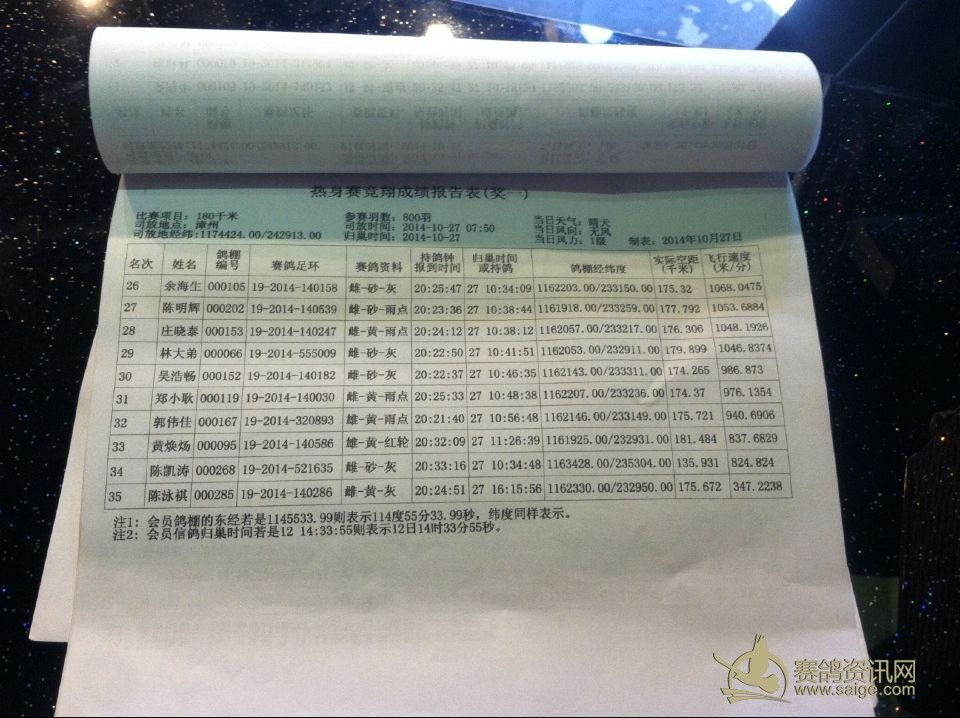 热身赛竞翔成绩报告表(奖一)
比赛项目: 180千米 参赛羽数: 800羽 当日天气: 晴天
司放地点: 漳州 司放时间: 2014-10-27 07:50 当日风向: 无风
司放地经纬:1174424.00/242913.00 归巢时间: 2014-10-27 当日风力: 1级 制表: 2014年10月27日
名次 姓名 鸽棚编号 赛鸽足环 赛鸽资料 持鸽钟报到时间 归巢时间或持鸽 鸽棚经纬度 实际空距(千米) 飞行速度(米/分)
26 余海生 000105 19-2014-140158 雌-砂-灰 20:25:47 27 10:34:09 1162203.00/233150.00 175.32 1068.0475
27 陈明辉 000202 19-2014-140539 雌-砂-雨点 20:23:36 27 10:38:44 1161918.00/233259.00 177.792 1053.6884
28 庄晓泰 000153 19-2014-140247 雌-黄-雨点 20:24:12 27 10:38:12 1162057.00/233217.00 176.306 1048.1926
29 林大弟 000066 19-2014-555009 雌-砂-灰 20:22:50 27 10:41:51 1162053.00/232911.00 179.899 1046.8374
30 吴浩畅 000152 19-2014-140182 雌-砂-灰 20:22:37 27 10:46:35 1162143.00/233311.00 174.265 986.873
31 郑小耿 000119 19-2014-140030 雌-黄-雨点 20:25:33 27 10:48:38 1162207.00/233236.00 174.37 976.1354
32 郭伟佳 000167 19-2014-320893 雌-黄-雨点 20:21:40 27 10:56:48 1162146.00/233149.00 175.721 940.6906
33 黄焕炀 000095 19-2014-140586 雌-黄-红轮 20:32:09 27 11:26:39 1161925.00/232931.00 181.484 837.6829
34 陈凯涛 000268 19-2014-521635 雌-砂-灰 20:33:16 27 10:34:48 1163428.00/235304.00 135.931 824.824
35 陈泳祺 000285 19-2014-140286 雌-黄-灰 20:24:51 27 16:15:56 1162330.00/232950.00 175.672 347.2238
注1: 会员鸽棚的东经若是1145533.99则表示114度55分33.99秒，纬度同样表示。
注2: 会员信鸽归巢时间若是12 14:33:55则表示12日14时33分55秒。
赛鸽资讯网
www.saige.com